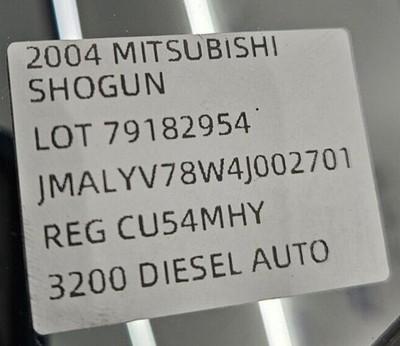 2004 MITSUBISHI
SHOGUN
LOT 79182954
JMALYV78W4J002701
REG CU54MHY
3200 DIESEL AUTO